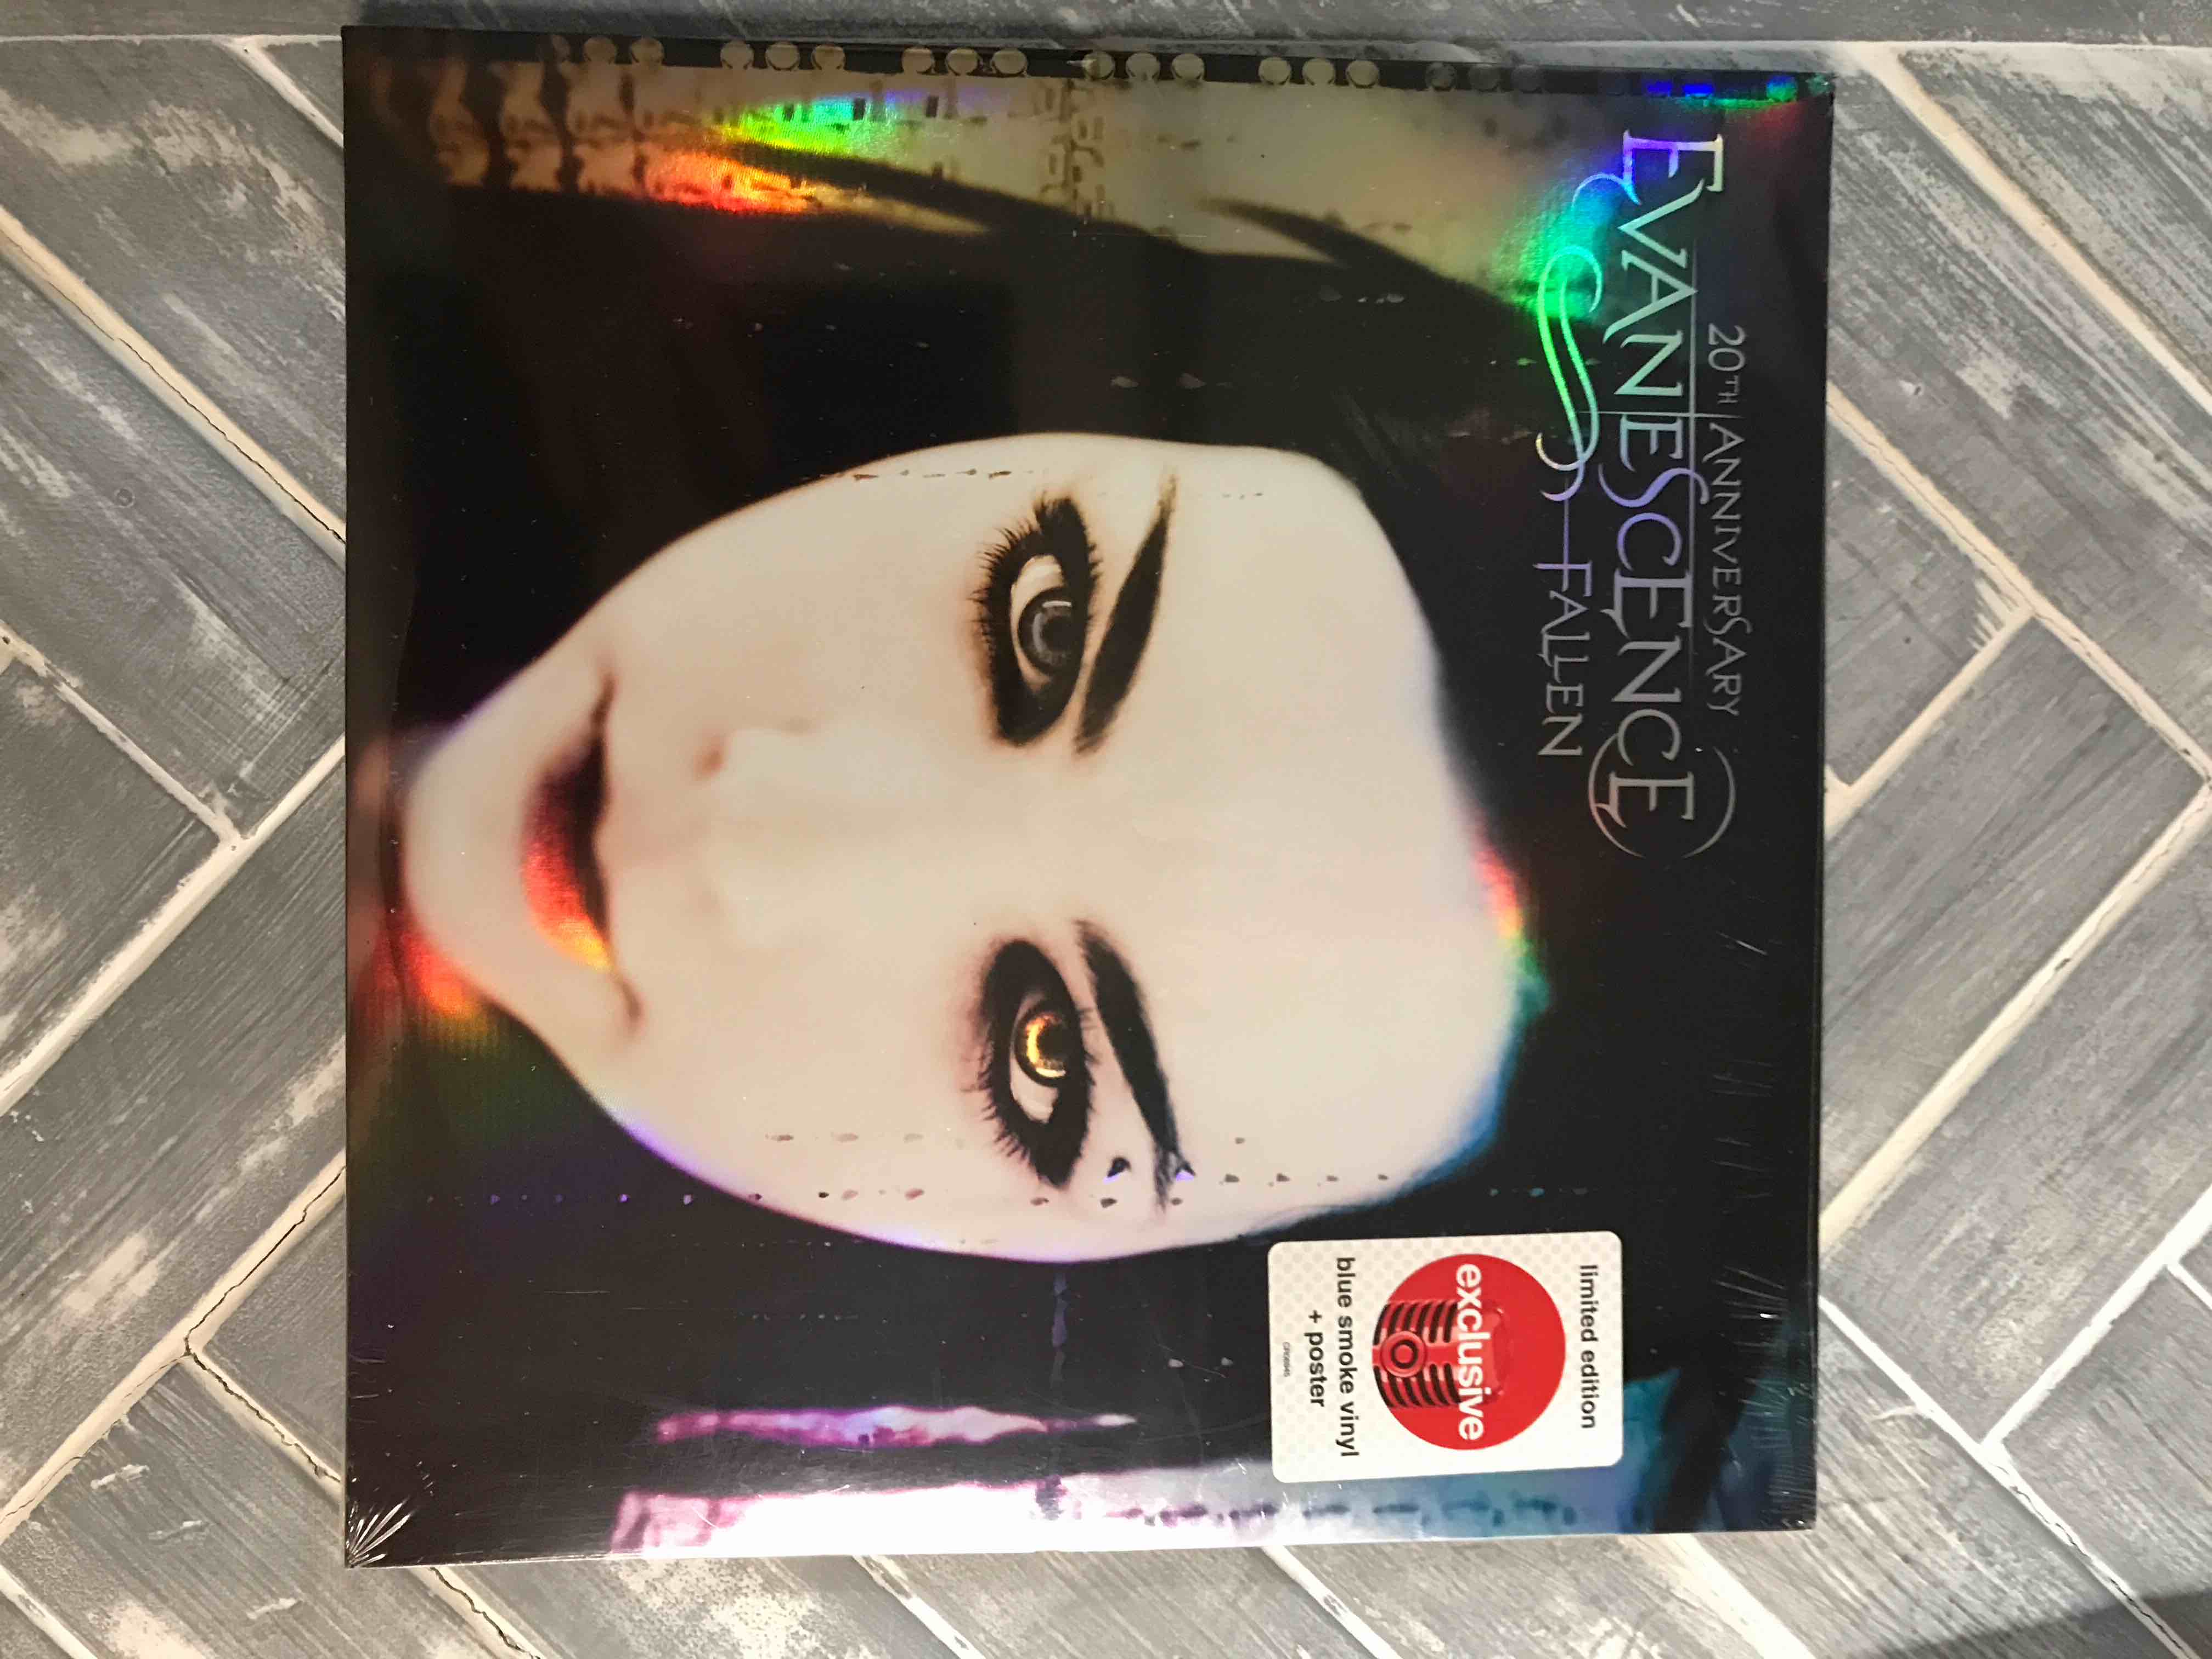 20TH ANNIVERSARY
EVANESCENCE
FALLEN
limited edition
exclusive
blue smoke vinyl
+ poster